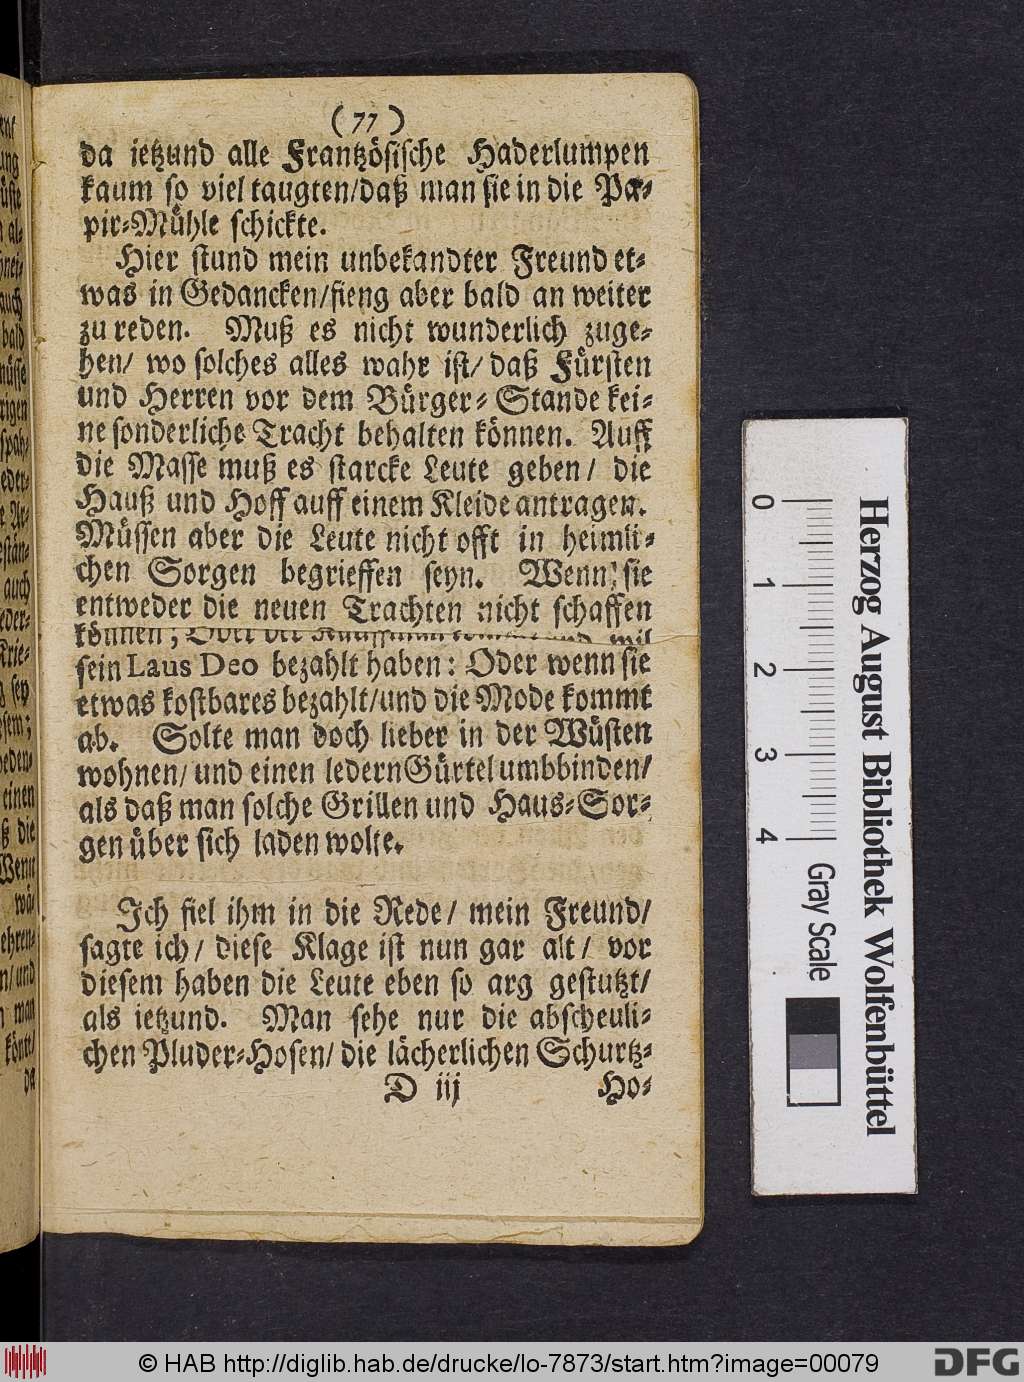 ( 77 )
da ietzund alle Frantzösische Haderlumpen
kaum so viel taugten/daß man sie in die Pa-
pir-Mühle schickte.
Hier stund mein unbekandter Freund et-
was in Gedancken/fieng aber bald an weiter
zu reden. Muß es nicht wunderlich zuge-
hen/ wo solches alles wahr ist/ daß Fürsten
und Herren vor dem Bürger-Stande kei-
ne sonderliche Tracht behalten können. Auff
die Masse muß es starcke Leute geben/ die
Hauß und Hoff auff einem Kleide antragen.
Müssen aber die Leute nicht offt in heimli-
chen Sorgen begrieffen seyn. Wenn sie
entweder die neuen Trachten nicht schaffen
können; Oder der Kauffmann kommt und wil
sein Laus Deo bezahlt haben: Oder wenn sie
etwas kostbares bezahlt/und die Mode kommt
ab. Solte man doch lieber in der Wüsten
wohnen/ und einen ledern Gürtel umbbinden/
als daß man solche Grillen und Haus-Sor-
gen über sich laden wolte.
Ich fiel ihm in die Rede/ mein Freund/
sagte ich/ diese Klage ist nun gar alt/ vor
diesem haben die Leute eben so arg gestutzt/
als ietzund. Man sehe nur die abscheuli-
chen Pluder-Hosen/ die lächerlichen Schurtz-
D iij Ho-
Herzog August Bibliothek Wolfenbüttel
0 1 2 3 4 Gray Scale
© HAB http://diglib.hab.de/drucke/lo-7873/start.htm?image=00079
DFG